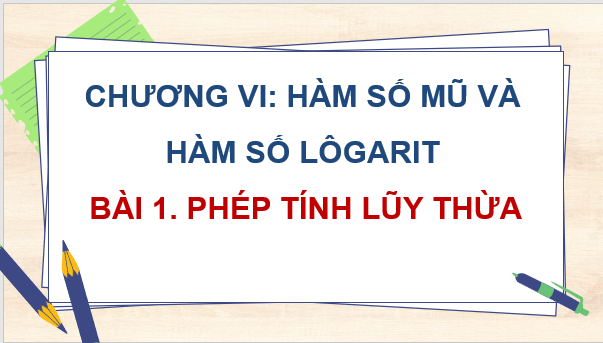 CHƯƠNG VI: HÀM SỐ MŨ VÀ
HÀM SỐ LÔGARIT
BÀI 1. PHÉP TÍNH LŨY THỪA